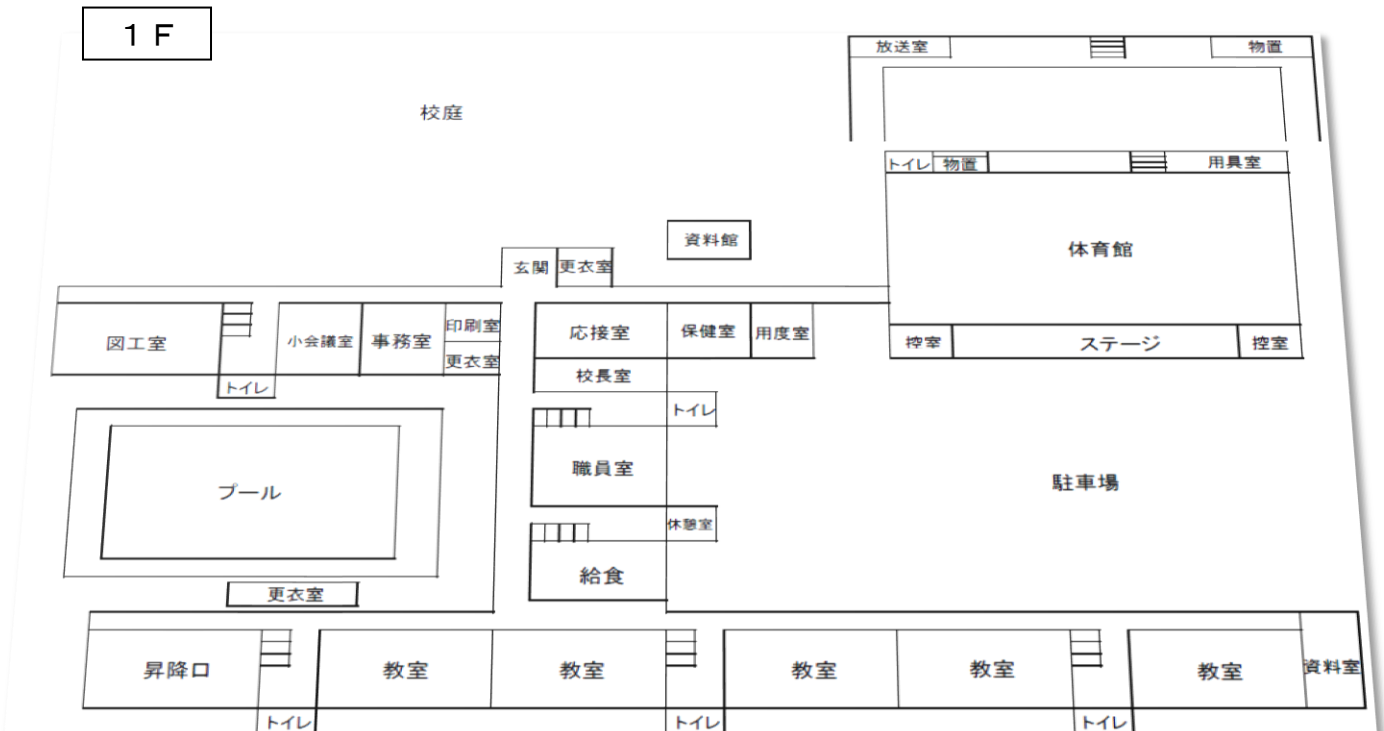 1 F
放送室
物置
校庭
トイレ
物置
用具室
資料館
体育館
玄関
更衣室
図工室
小会議室
事務室
印刷室
更衣室
応接室
保健室
用度室
控室
ステージ
控室
トイレ
校長室
トイレ
職員室
プール
駐車場
休憩室
給食
更衣室
昇降口
教室
教室
教室
教室
教室
資料室
トイレ
トイレ
トイレ